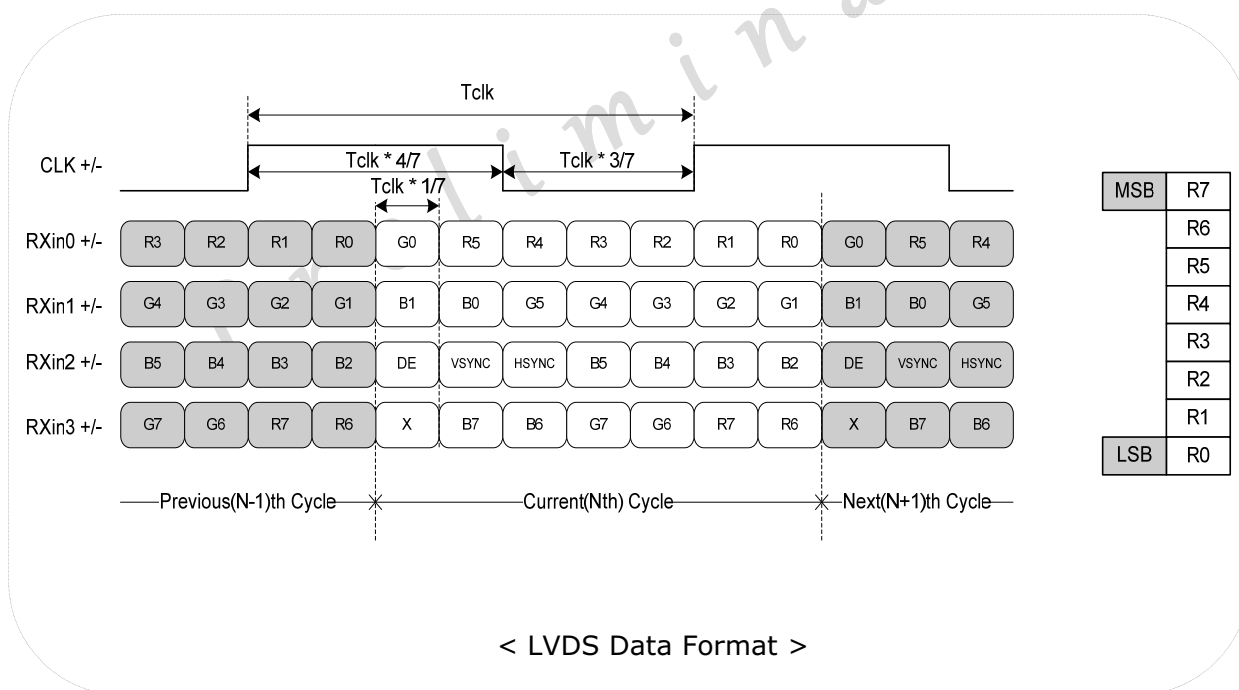 Tclk
CLK +/-
Tclk * 4/7
Tclk * 3/7
Tclk * 1/7
RXin0 +/- R3 R2 R1 R0 G0 R5 R4 R3 R2 R1 R0 G0 R5 R4
RXin1 +/- G4 G3 G2 G1 B1 B0 G5 G4 G3 G2 G1 B1 B0 G5
RXin2 +/- B5 B4 B3 B2 DE VSYNC HSYNC B5 B4 B3 B2 DE VSYNC HSYNC
RXin3 +/- G7 G6 R7 R6 X B7 B6 G7 G6 R7 R6 X B7 B6
Previous(N-1)th Cycle Current(Nth) Cycle Next(N+1)th Cycle
MSB R7
R6
R5
R4
R3
R2
R1
LSB R0
< LVDS Data Format >